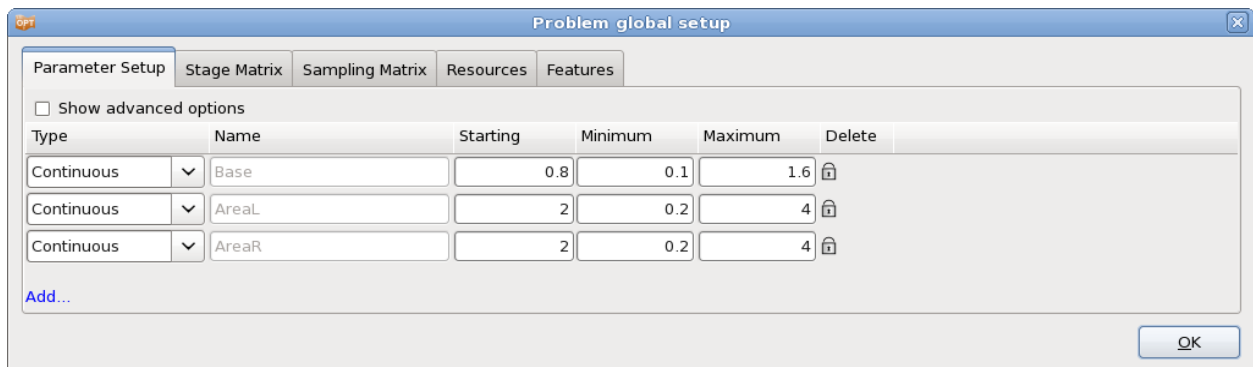 OPT Problem global setup
Parameter Setup Stage Matrix Sampling Matrix Resources Features
Show advanced options
Type Name Starting Minimum Maximum Delete
Continuous Base 0.8 0.1 1.6
Continuous AreaL 2 0.2 4
Continuous AreaR 2 0.2 4
Add...
OK